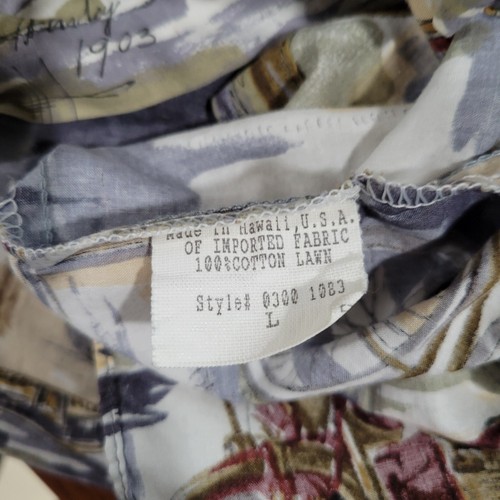 1903
Made in Hawaii, U.S.A.
OF IMPORTED FABRIC
100%COTTON LAWN
Style# 0300 1083
L